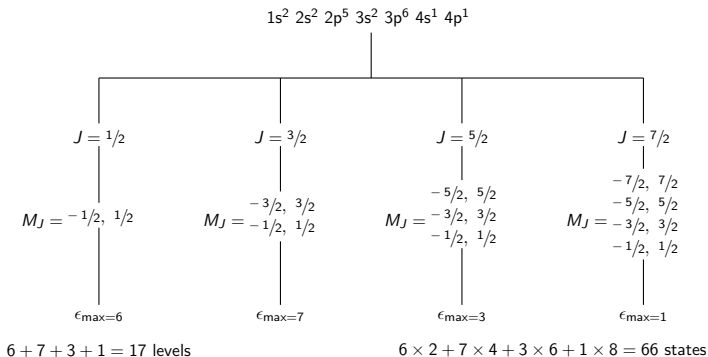 1s² 2s² 2p⁵ 3s² 3p⁶ 4s¹ 4p¹
J = 1/2
J = 3/2
J = 5/2
J = 7/2
M_J = −1/2, 1/2
M_J = −3/2, 3/2
−1/2, 1/2
M_J = −5/2, 5/2
−3/2, 3/2
−1/2, 1/2
M_J = −7/2, 7/2
−5/2, 5/2
−3/2, 3/2
−1/2, 1/2
ϵ_max=6
ϵ_max=7
ϵ_max=3
ϵ_max=1
6 + 7 + 3 + 1 = 17 levels
6 × 2 + 7 × 4 + 3 × 6 + 1 × 8 = 66 states